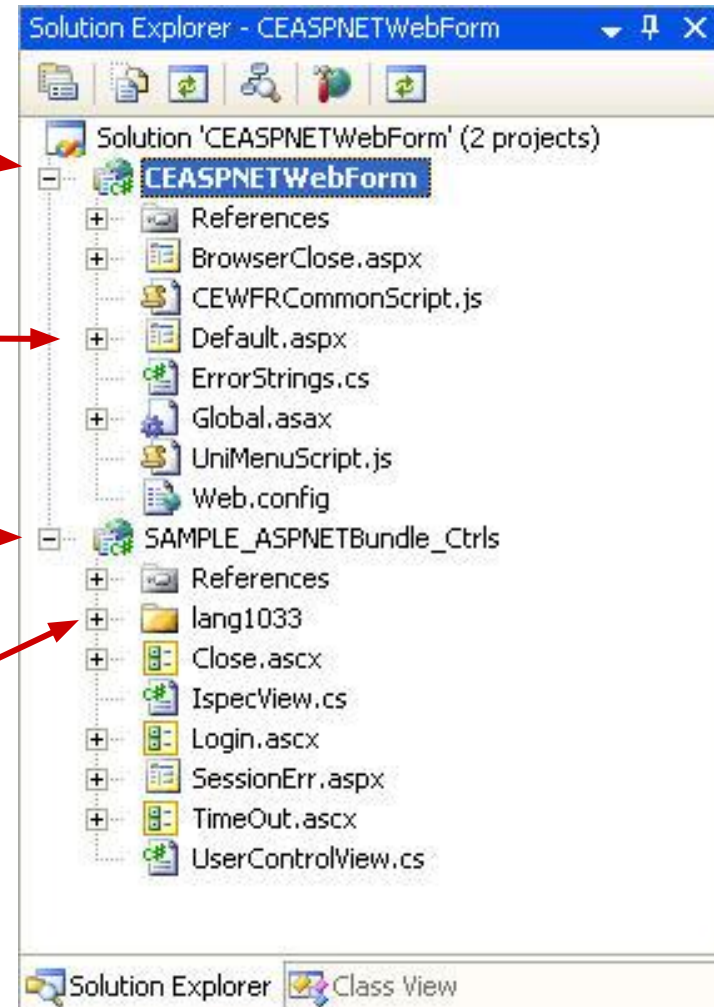 Solution Explorer - CEASPNETWebForm
Solution 'CEASPNETWebForm' (2 projects)
CEASPNETWebForm
References
BrowserClose.aspx
CEWFRCommonScript.js
Default.aspx
ErrorStrings.cs
Global.asax
UniMenuScript.js
Web.config
SAMPLE_ASPNETBundle_Ctrls
References
lang1033
Close.ascx
IspecView.cs
Login.ascx
SessionErr.aspx
TimeOut.ascx
UserControlView.cs
Solution Explorer Class View